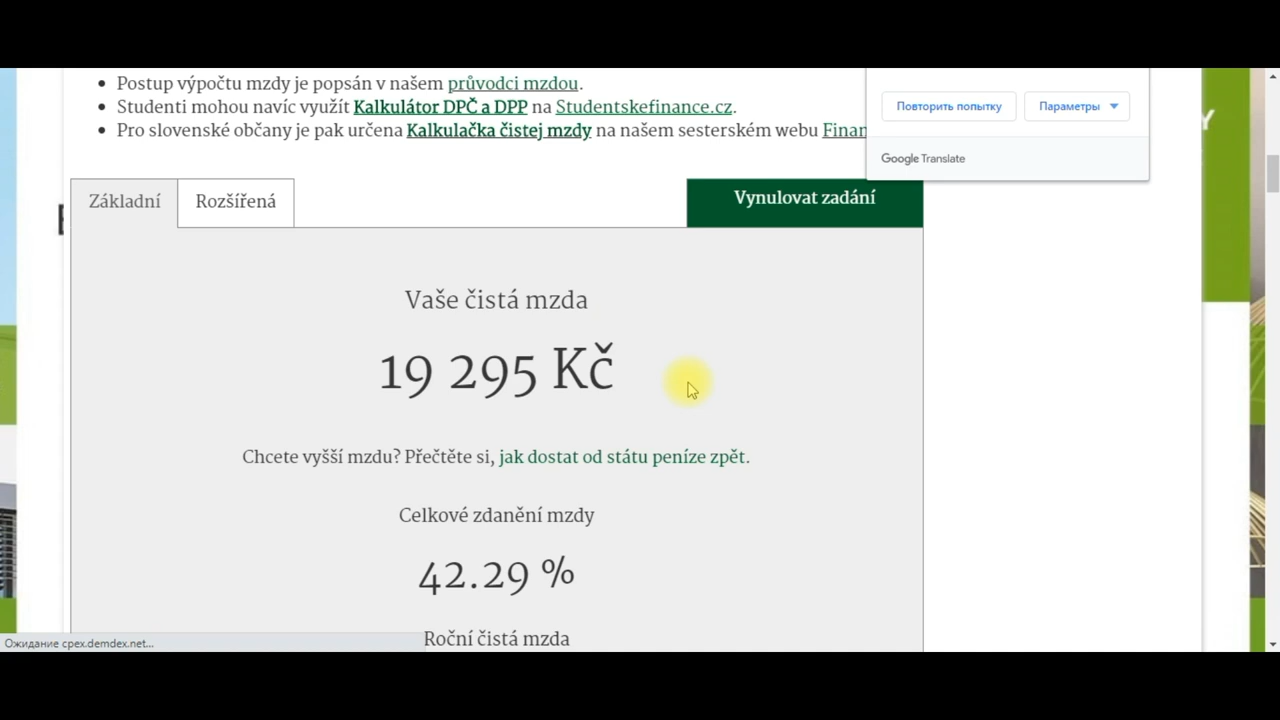 Postup výpočtu mzdy je popsán v našem průvodci mzdou.
Studenti mohou navíc využít Kalkulátor DPČ a DPP na Studentskefinance.cz.
Pro slovenské občany je pak určena Kalkulačka čistej mzdy na našem sesterském webu Finan
Повторить попытку
Параметры
Google Translate
Základní
Rozšířená
Vynulovat zadání
Vaše čistá mzda
19 295 Kč
Chcete vyšší mzdu? Přečtěte si, jak dostat od státu peníze zpět.
Celkové zdanění mzdy
42.29 %
Roční čistá mzda
Ожидание cpex.demdex.net...